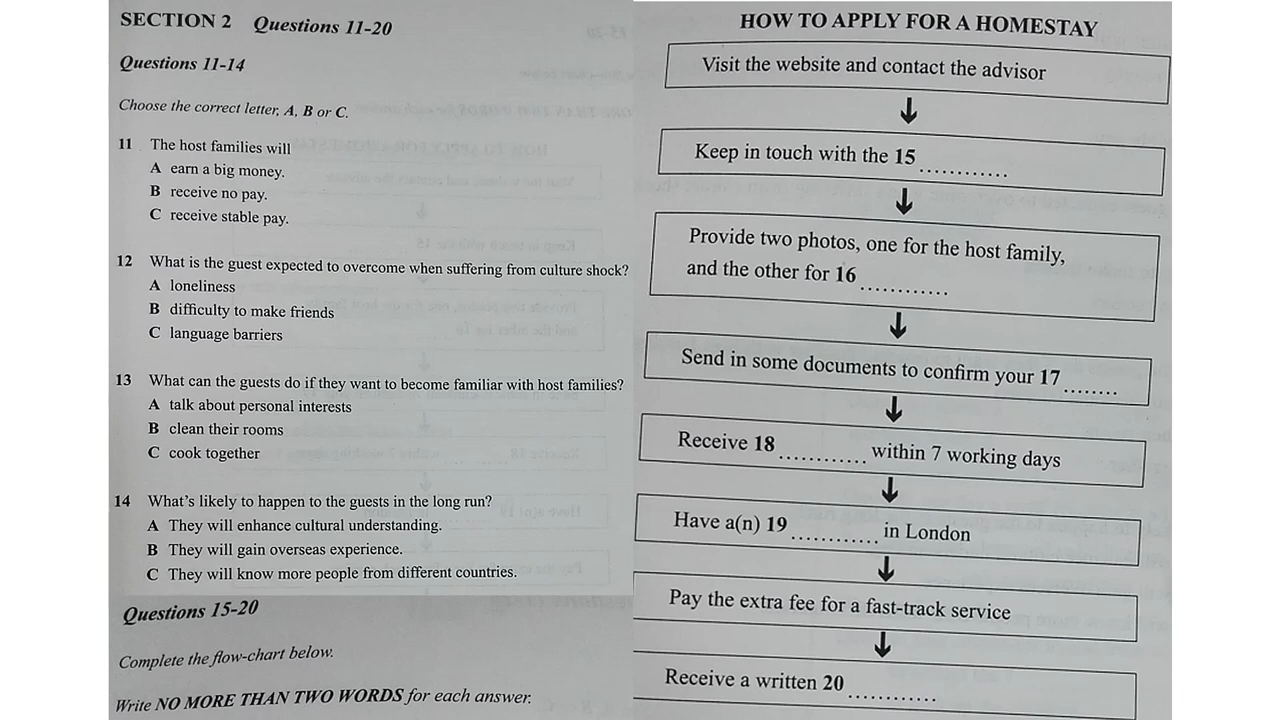 SECTION 2 Questions 11-20
Questions 11-14
Choose the correct letter, A, B or C.
11 The host families will
A earn a big money.
B receive no pay.
C receive stable pay.
12 What is the guest expected to overcome when suffering from culture shock?
A loneliness
B difficulty to make friends
C language barriers
13 What can the guests do if they want to become familiar with host families?
A talk about personal interests
B clean their rooms
C cook together
14 What's likely to happen to the guests in the long run?
A They will enhance cultural understanding.
B They will gain overseas experience.
C They will know more people from different countries.
Questions 15-20
Complete the flow-chart below.
Write NO MORE THAN TWO WORDS for each answer.
HOW TO APPLY FOR A HOMESTAY
Visit the website and contact the advisor
↓
Keep in touch with the 15 ............
↓
Provide two photos, one for the host family,
and the other for 16 ............
↓
Send in some documents to confirm your 17 ........
↓
Receive 18 ............ within 7 working days
↓
Have a(n) 19 ............ in London
↓
Pay the extra fee for a fast-track service
↓
Receive a written 20 ............